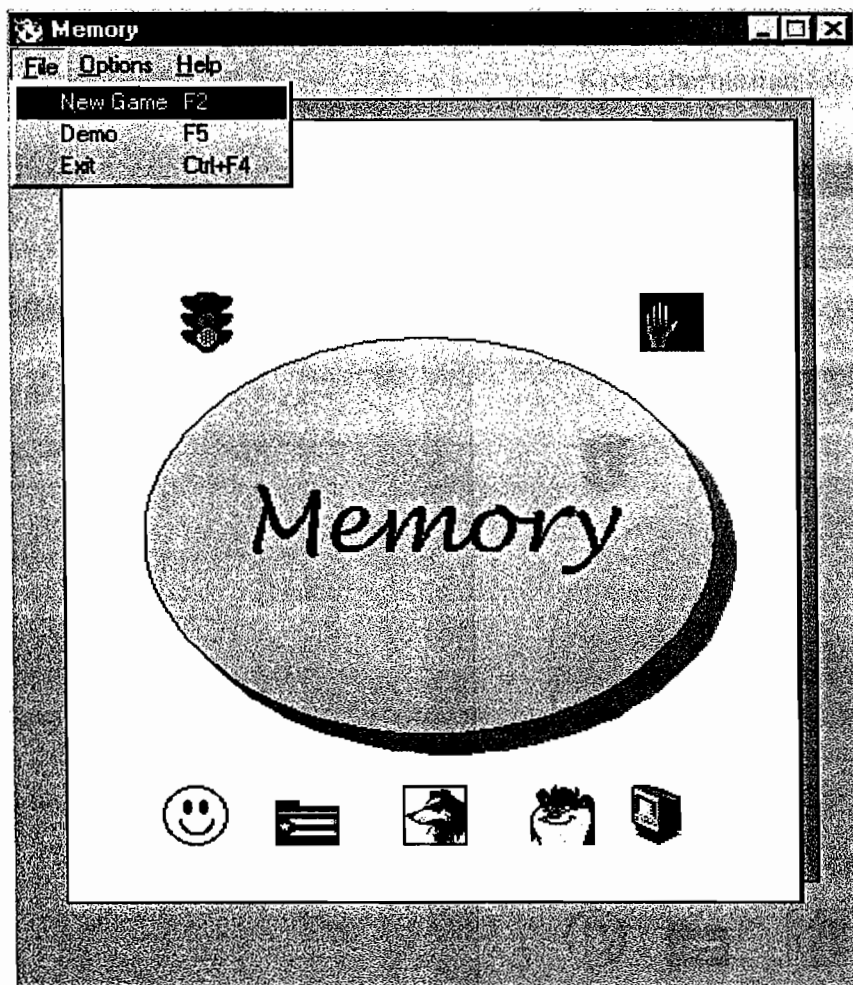 Memory
File Options Help
New Game F2
Demo F5
Exit Ctrl+F4
Memory